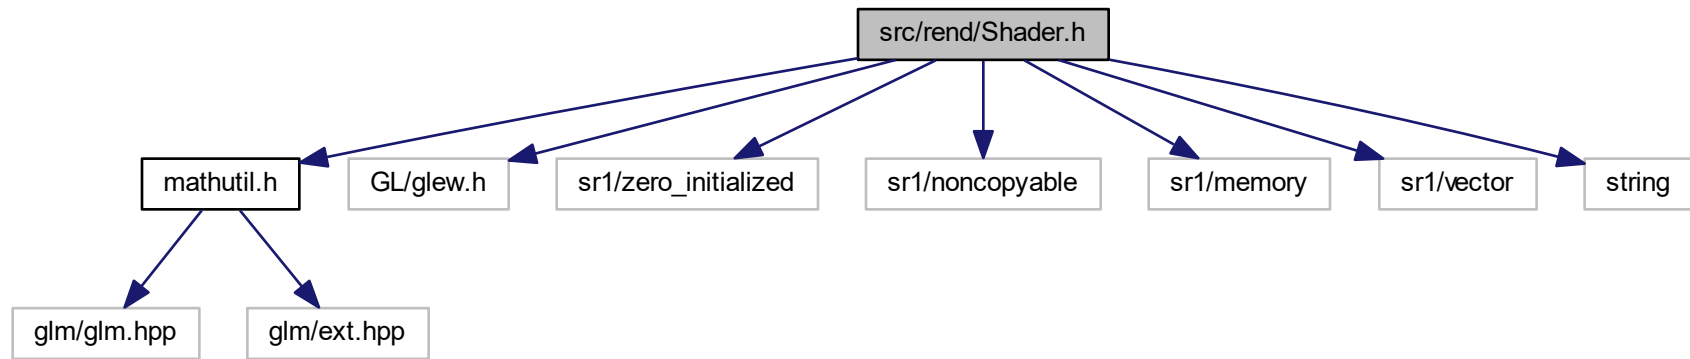 src/rend/Shader.h
mathutil.h
GL/glew.h
sr1/zero_initialized
sr1/noncopyable
sr1/memory
sr1/vector
string
glm/glm.hpp
glm/ext.hpp